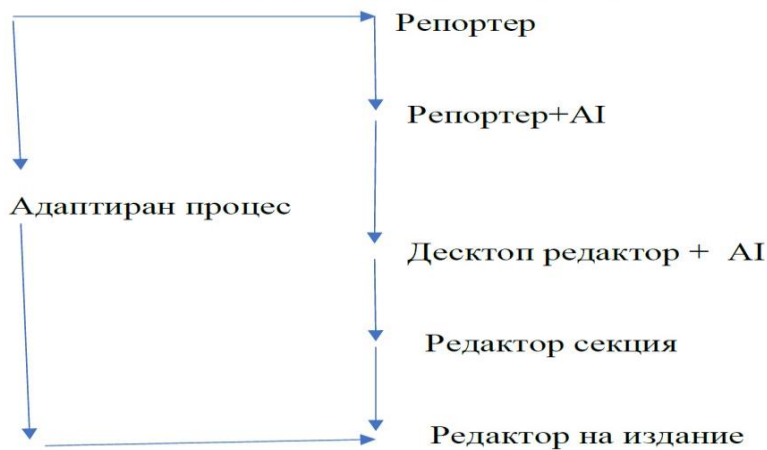 Репортер
Репортер+AI
Адаптиран процес
Десктоп редактор + AI
Редактор секция
Редактор на издание